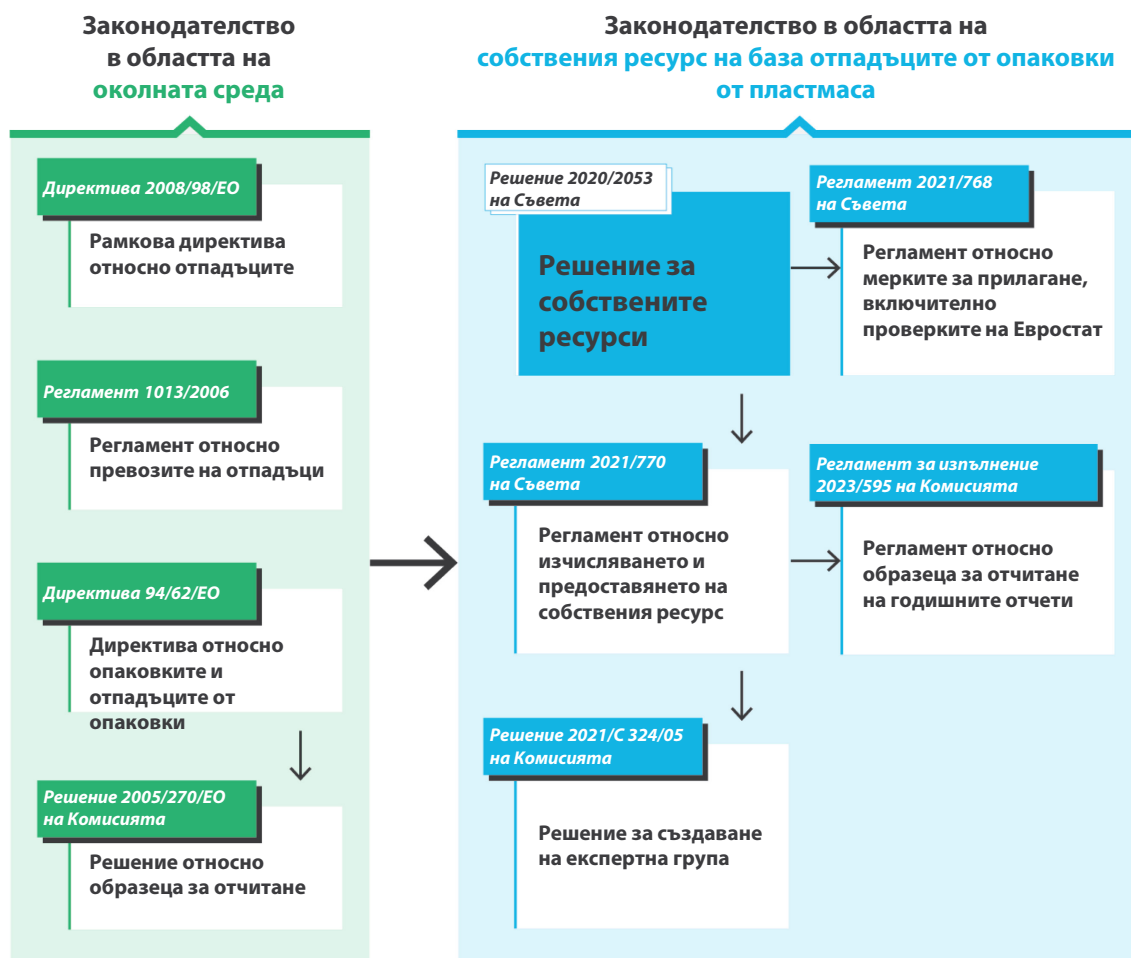 Законодателство
в областта на
околната среда
Директива 2008/98/ЕО
Рамкова директива
относно отпадъците
Регламент 1013/2006
Регламент относно
превозите на отпадъци
Директива 94/62/ЕО
Директива относно
опаковките и
отпадъците от
опаковки
Решение 2005/270/ЕО
на Комисията
Решение относно
образеца за отчитане
Законодателство в областта на
собствения ресурс на база отпадъците от опаковки
от пластмаса
Решение 2020/2053
на Съвета
Решение за
собствените
ресурси
Регламент 2021/768
на Съвета
Регламент относно
мерките за прилагане,
включително
проверките на Евростат
Регламент 2021/770
на Съвета
Регламент относно
изчисляването и
предоставянето на
собствения ресурс
Регламент за изпълнение
2023/595 на Комисията
Регламент относно
образеца за отчитане
на годишните отчети
Решение 2021/C 324/05
на Комисията
Решение за създаване
на експертна група